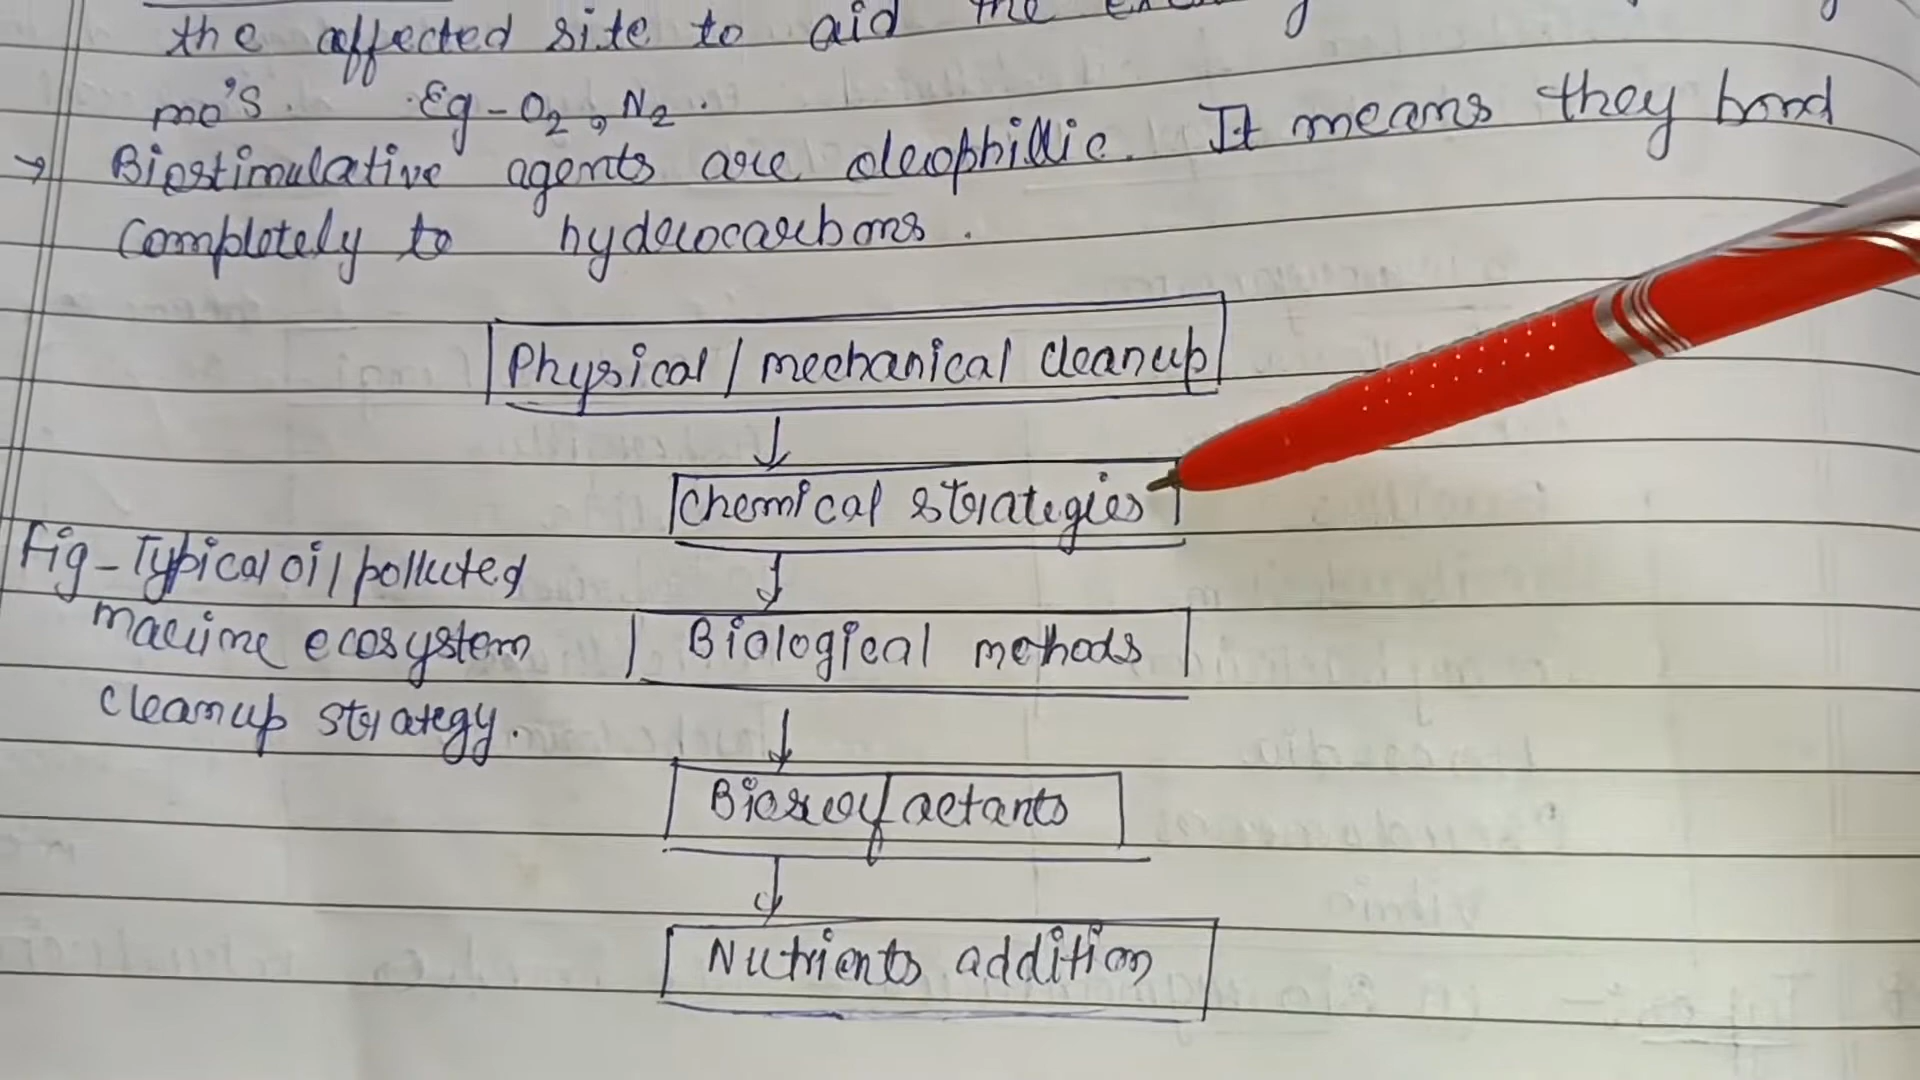 the affected site to aid the
mo's. Eg - O2, N2.
→ Biostimulative agents are oleophillic. It means they bond
completely to hydrocarbons.
Physical / mechanical cleanup
↓
Chemical strategies
↓
Fig - Typical oil polluted
marine ecosystem
Biological methods
cleanup strategy.
↓
↓
Nutrients addition